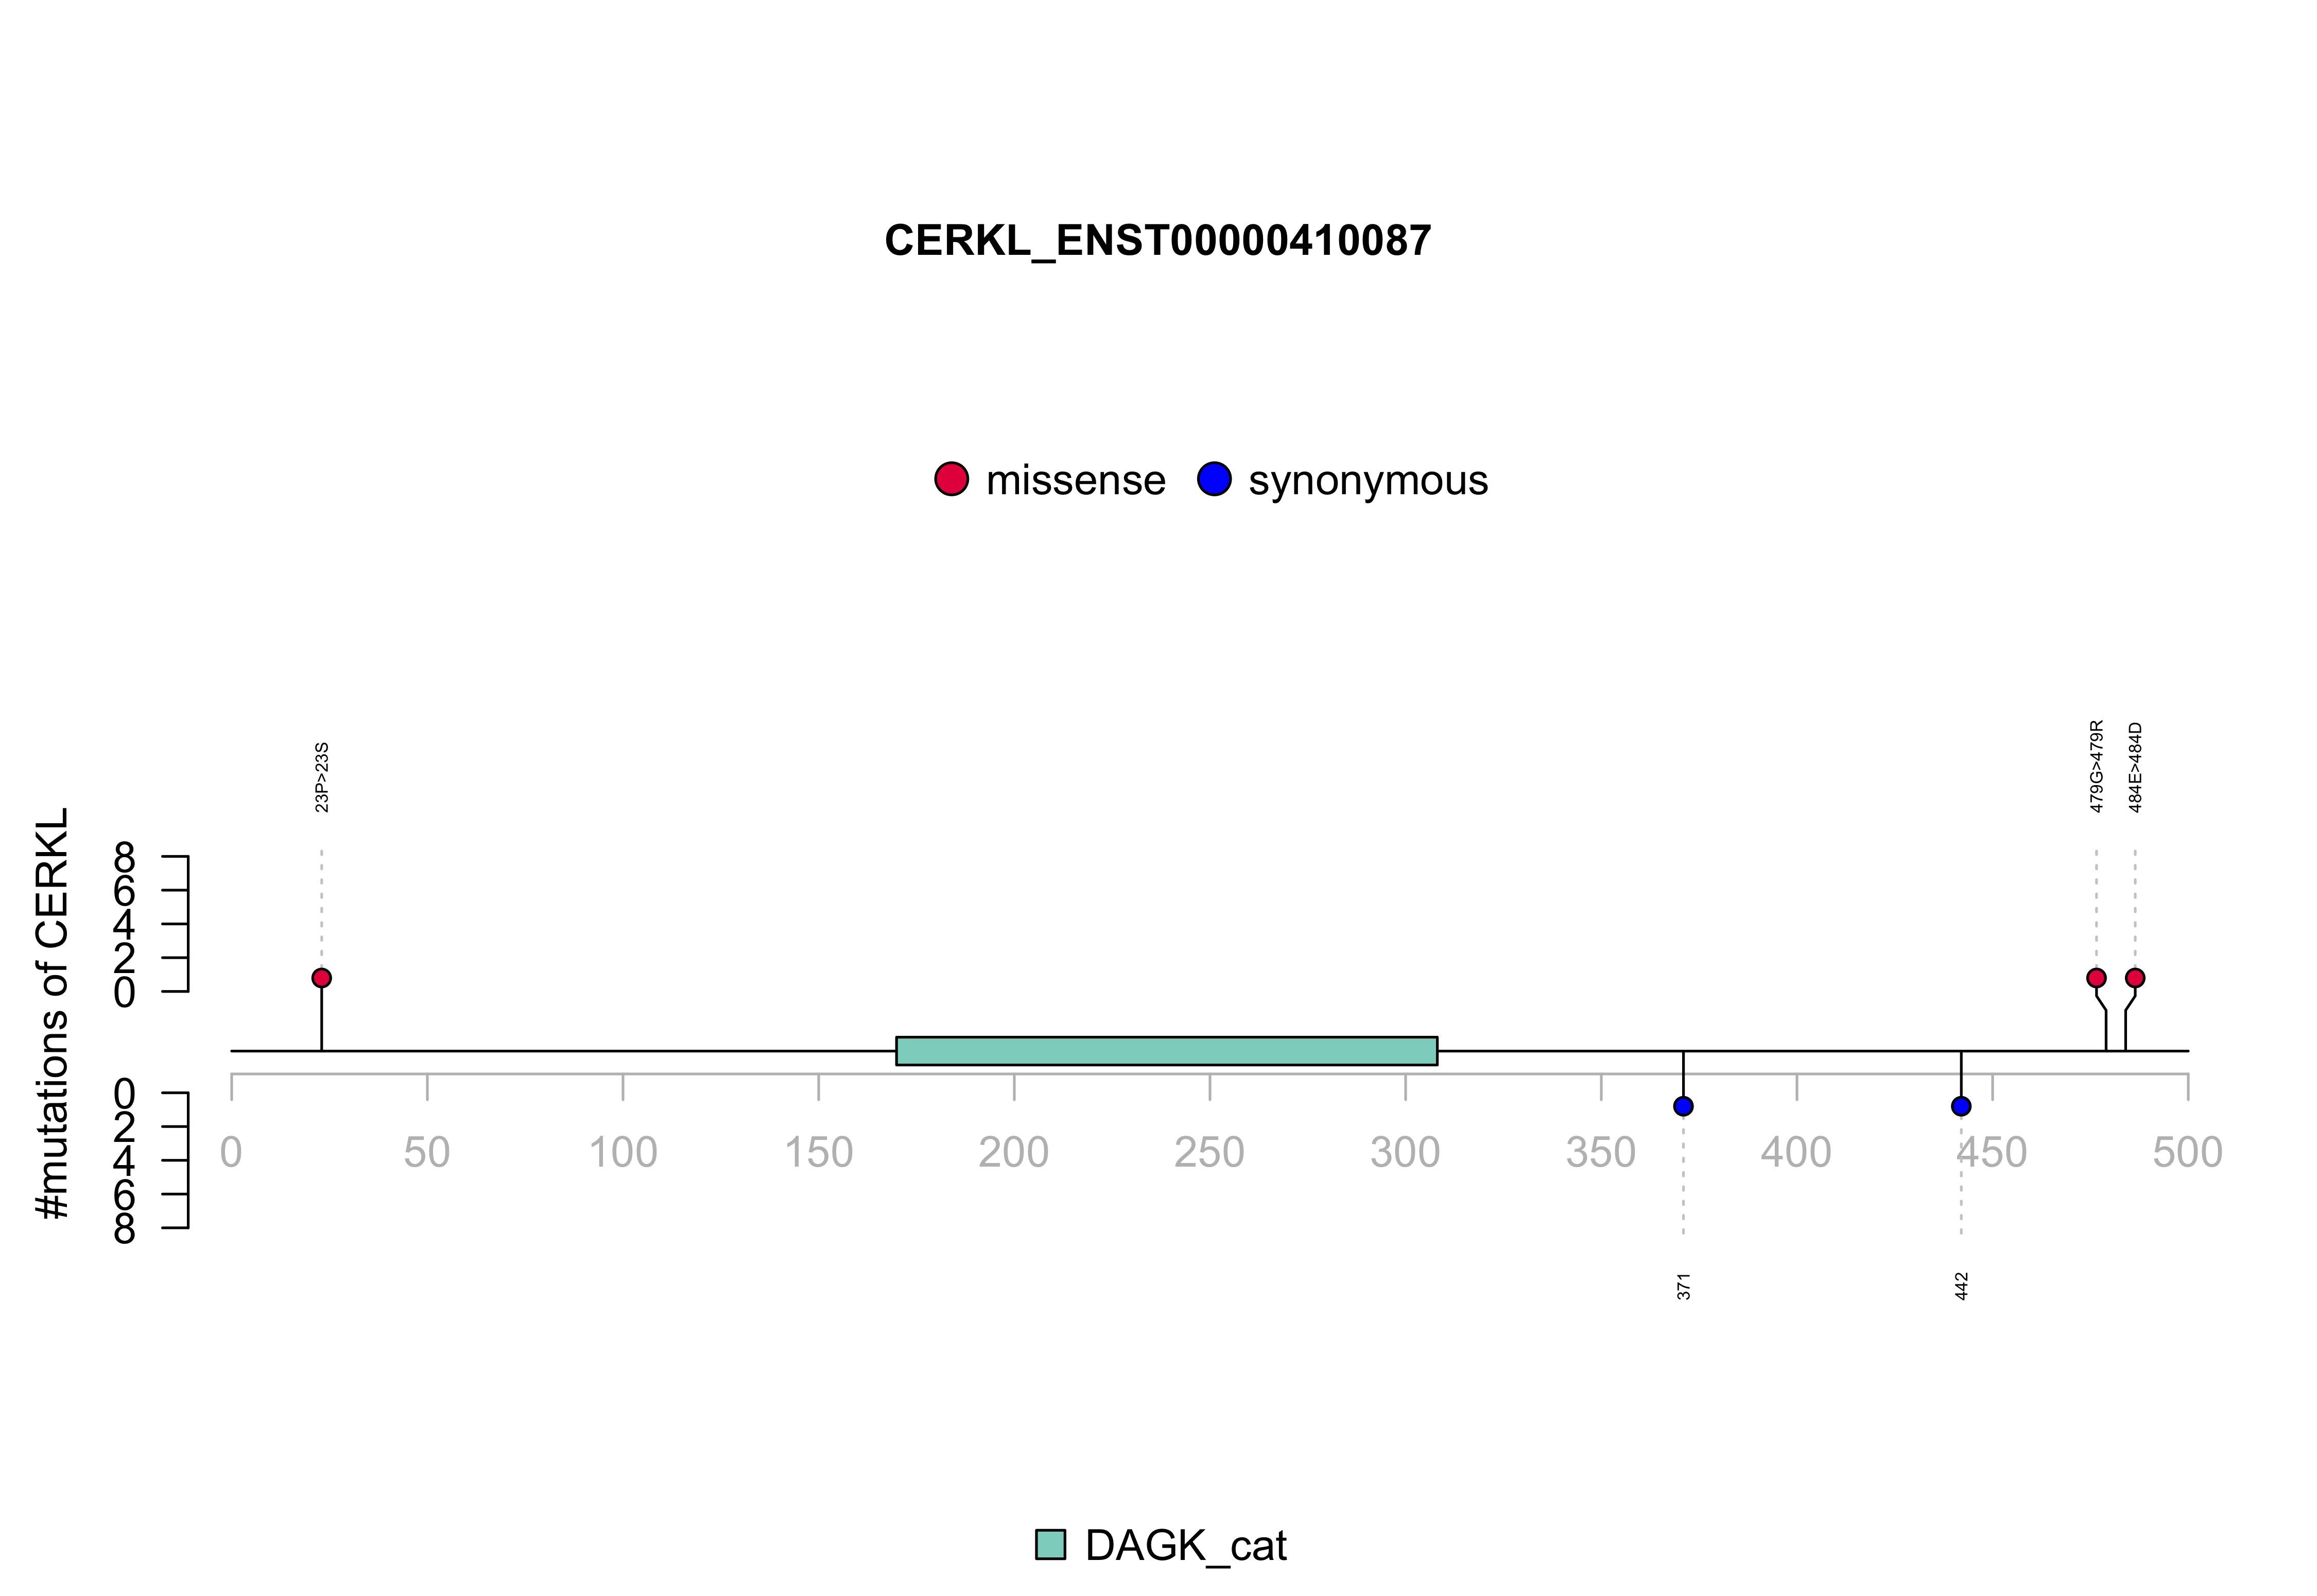 CERKL_ENST00000410087
missense synonymous
23P>23S
479G>479R
484E>484D
#mutations of CERKL
8
6
4
2
0
0
2
4
6
8
0 50 100 150 200 250 300 350 400 450 500
371
442
DAGK_cat